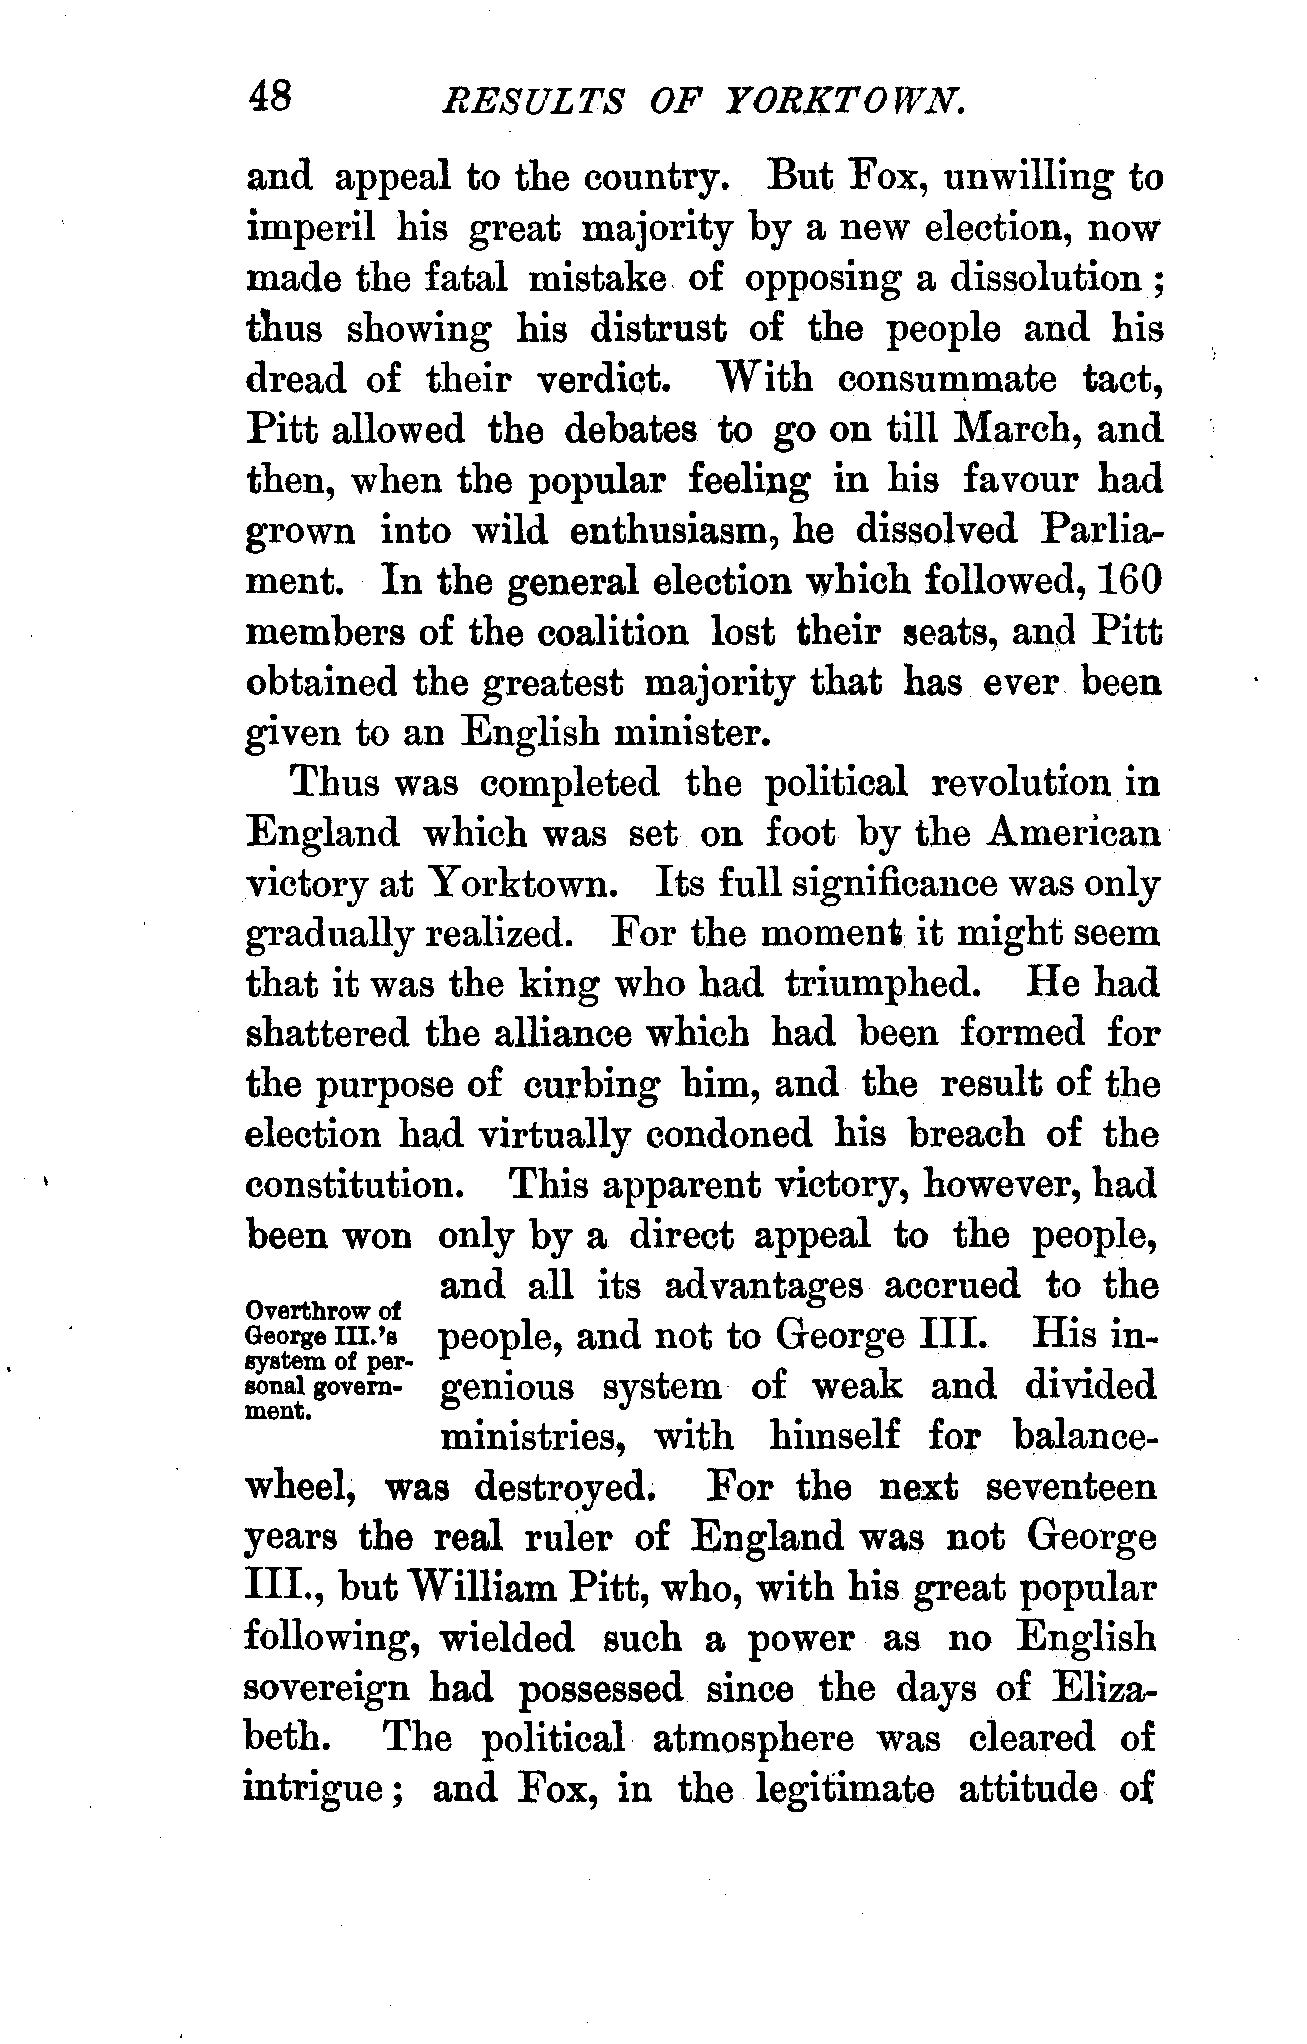 48 RESULTS OF YORKTOWN.
and appeal to the country. But Fox, unwilling to
imperil his great majority by a new election, now
made the fatal mistake of opposing a dissolution ;
thus showing his distrust of the people and his
dread of their verdict. With consummate tact,
Pitt allowed the debates to go on till March, and
then, when the popular feeling in his favour had
grown into wild enthusiasm, he dissolved Parlia-
ment. In the general election which followed, 160
members of the coalition lost their seats, and Pitt
obtained the greatest majority that has ever been
given to an English minister.
Thus was completed the political revolution in
England which was set on foot by the American
victory at Yorktown. Its full significance was only
gradually realized. For the moment it might seem
that it was the king who had triumphed. He had
shattered the alliance which had been formed for
the purpose of curbing him, and the result of the
election had virtually condoned his breach of the
constitution. This apparent victory, however, had
been won only by a direct appeal to the people,
Overthrow of
George III.'s
system of per-
sonal govern-
ment.
and all its advantages accrued to the
people, and not to George III. His in-
genious system of weak and divided
ministries, with himself for balance-
wheel, was destroyed. For the next seventeen
years the real ruler of England was not George
III., but William Pitt, who, with his great popular
following, wielded such a power as no English
sovereign had possessed since the days of Eliza-
beth. The political atmosphere was cleared of
intrigue ; and Fox, in the legitimate attitude of